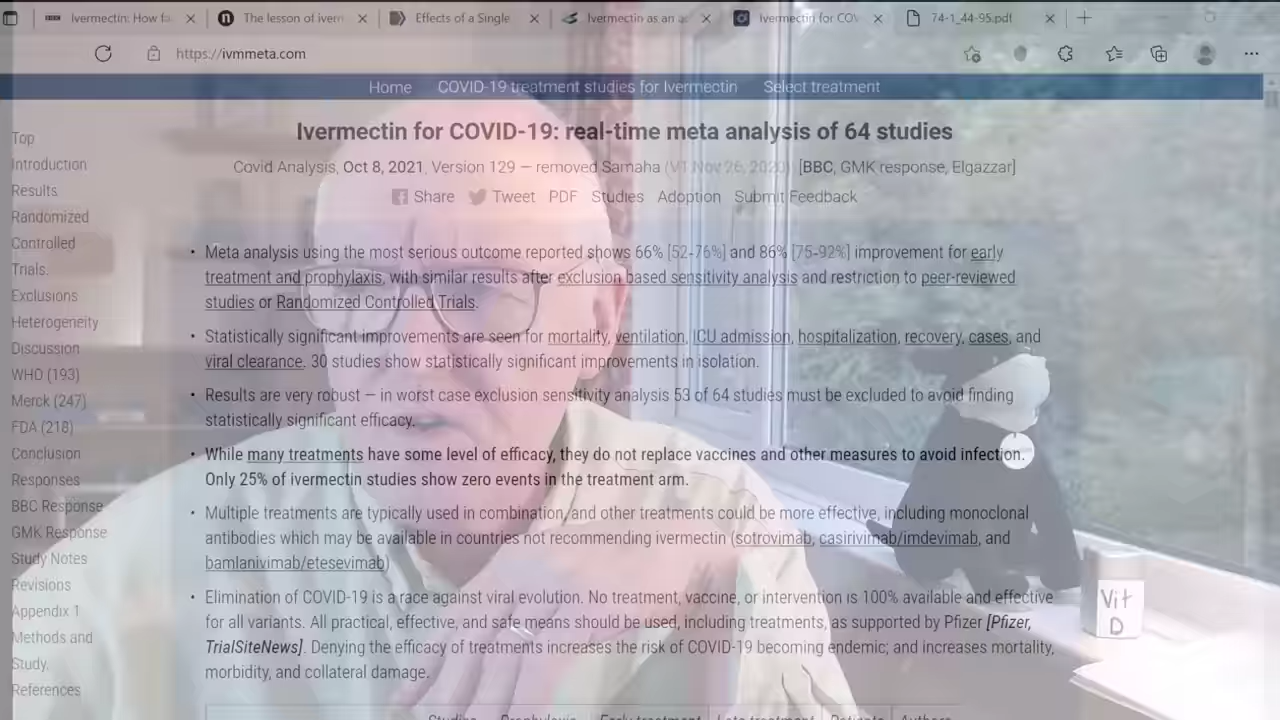 Ivermectin: How fa
The lesson of iverm
Effects of a Single
Ivermectin as an a
Ivermectin for COV
74-1_44-95.pdf
https://ivmmeta.com
Home COVID-19 treatment studies for Ivermectin Select treatment
Ivermectin for COVID-19: real-time meta analysis of 64 studies
Covid Analysis, Oct 8, 2021, Version 129 — removed Samaha (V1 Nov 26, 2020) [BBC, GMK response, Elgazzar]
Share Tweet PDF Studies Adoption Submit Feedback
Top
Introduction
Results
Randomized
Controlled
Trials.
Exclusions
Heterogeneity
Discussion
WHO (193)
Merck (247)
FDA (218)
Conclusion
Responses
BBC Response
GMK Response
Study Notes
Revisions
Appendix 1
Methods and
Study.
References
• Meta analysis using the most serious outcome reported shows 66% [52-76%] and 86% [75-92%] improvement for early
treatment and prophylaxis, with similar results after exclusion based sensitivity analysis and restriction to peer-reviewed
studies or Randomized Controlled Trials.
• Statistically significant improvements are seen for mortality, ventilation, ICU admission, hospitalization, recovery, cases, and
viral clearance. 30 studies show statistically significant improvements in isolation.
• Results are very robust — in worst case exclusion sensitivity analysis 53 of 64 studies must be excluded to avoid finding
statistically significant efficacy.
• While many treatments have some level of efficacy, they do not replace vaccines and other measures to avoid infection.
Only 25% of ivermectin studies show zero events in the treatment arm.
• Multiple treatments are typically used in combination, and other treatments could be more effective, including monoclonal
antibodies which may be available in countries not recommending ivermectin (sotrovimab, casirivimab/imdevimab, and
bamlanivimab/etesevimab)
• Elimination of COVID-19 is a race against viral evolution. No treatment, vaccine, or intervention is 100% available and effective
for all variants. All practical, effective, and safe means should be used, including treatments, as supported by Pfizer [Pfizer,
TrialSiteNews]. Denying the efficacy of treatments increases the risk of COVID-19 becoming endemic; and increases mortality,
morbidity, and collateral damage.
Studies Prophylaxis Early treatment Late treatment Patients Authors
Vit
D